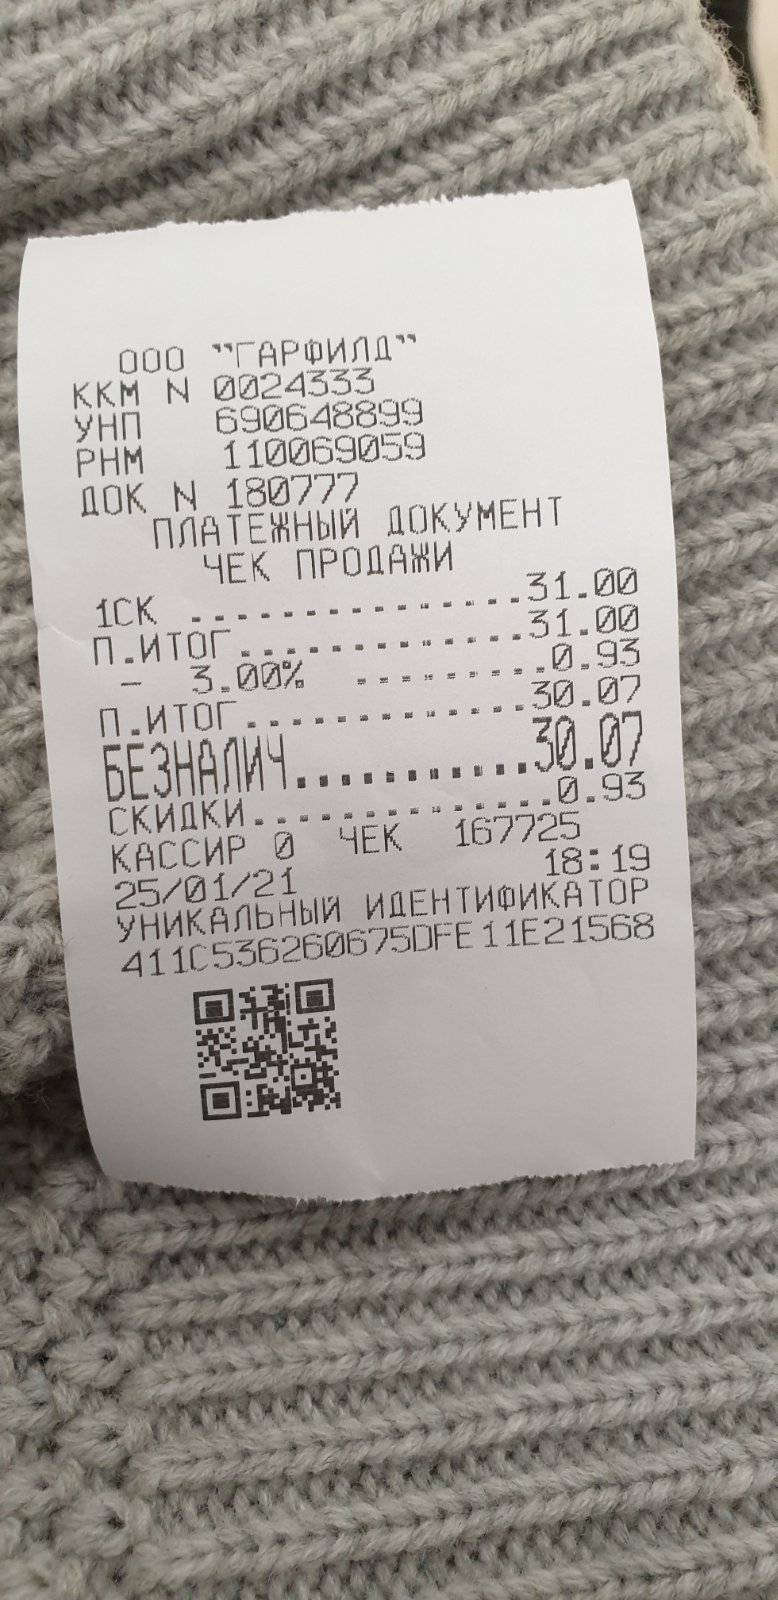 ООО "ГАРФИЛД"
ККМ N 0024333
УНП 690648899
РНМ 110069059
ДОК N 180777
ПЛАТЕЖНЫЙ ДОКУМЕНТ
ЧЕК ПРОДАЖИ
1СК ................31.00
П.ИТОГ..............31.00
- 3.00% ..........0.93
П.ИТОГ..............30.07
БЕЗНАЛИЧ...........30.07
СКИДКИ...............0.93
КАССИР 0 ЧЕК 167725
25/01/21 18:19
УНИКАЛЬНЫЙ ИДЕНТИФИКАТОР
411C536260675DFE11E21568